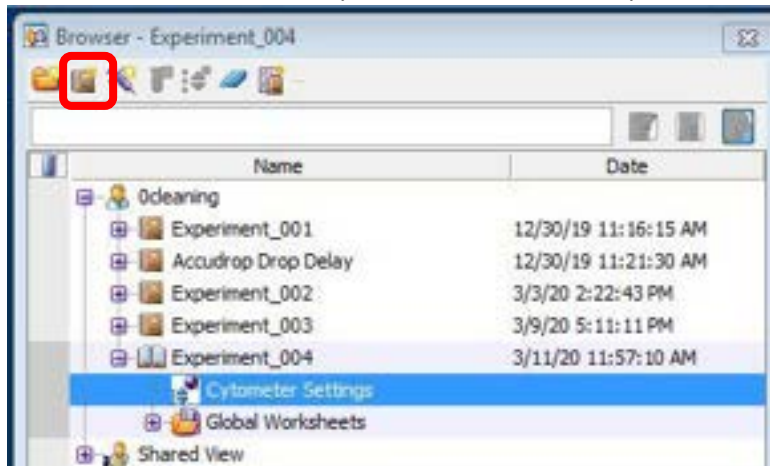 Browser - Experiment_004
Name Date
0cleaning
Experiment_001 12/30/19 11:16:15 AM
Accudrop Drop Delay 12/30/19 11:21:30 AM
Experiment_002 3/3/20 2:22:43 PM
Experiment_003 3/9/20 5:11:11 PM
Experiment_004 3/11/20 11:57:10 AM
Cytometer Settings
Global Worksheets
Shared View